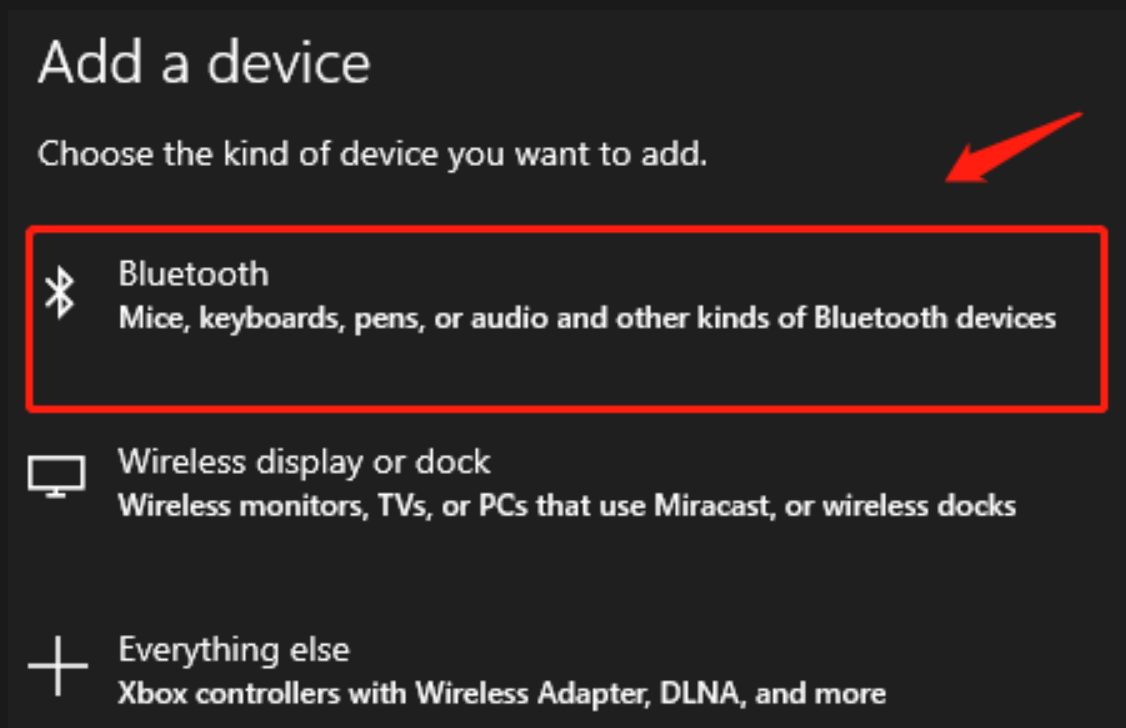 Add a device
Choose the kind of device you want to add.
Bluetooth
Mice, keyboards, pens, or audio and other kinds of Bluetooth devices
Wireless display or dock
Wireless monitors, TVs, or PCs that use Miracast, or wireless docks
Everything else
Xbox controllers with Wireless Adapter, DLNA, and more